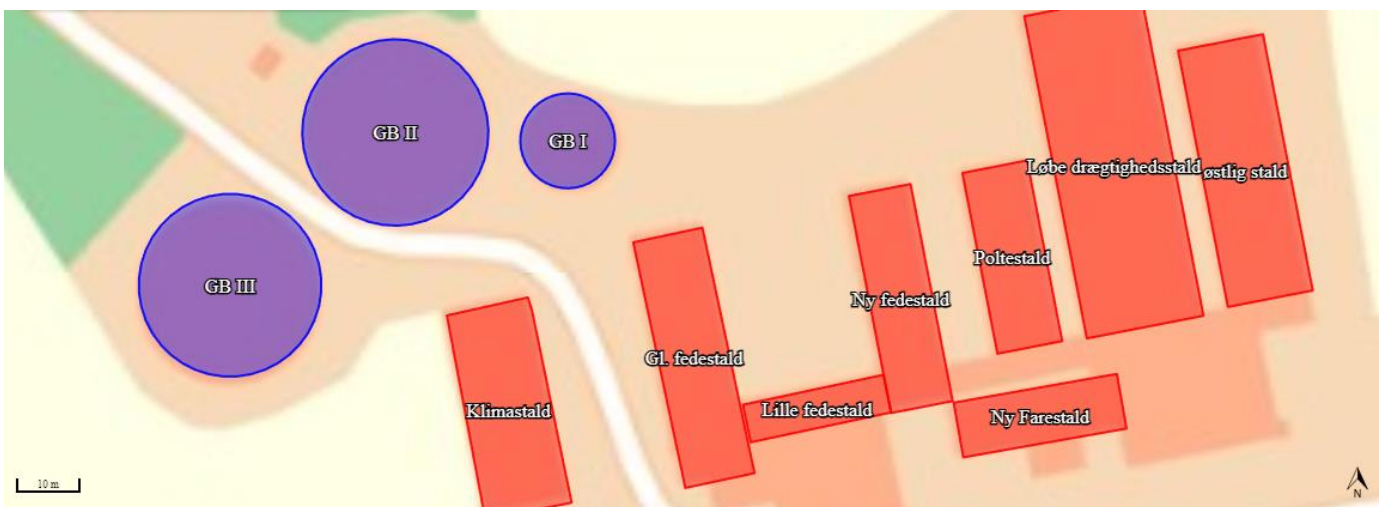 GB II
GB I
Løbe drægtighedsstald
østlig stald
Poltestald
GB III
Ny fedestald
Gl. fedestald
Klimastald
Lille fedestald
Ny Farestald
10 m
N